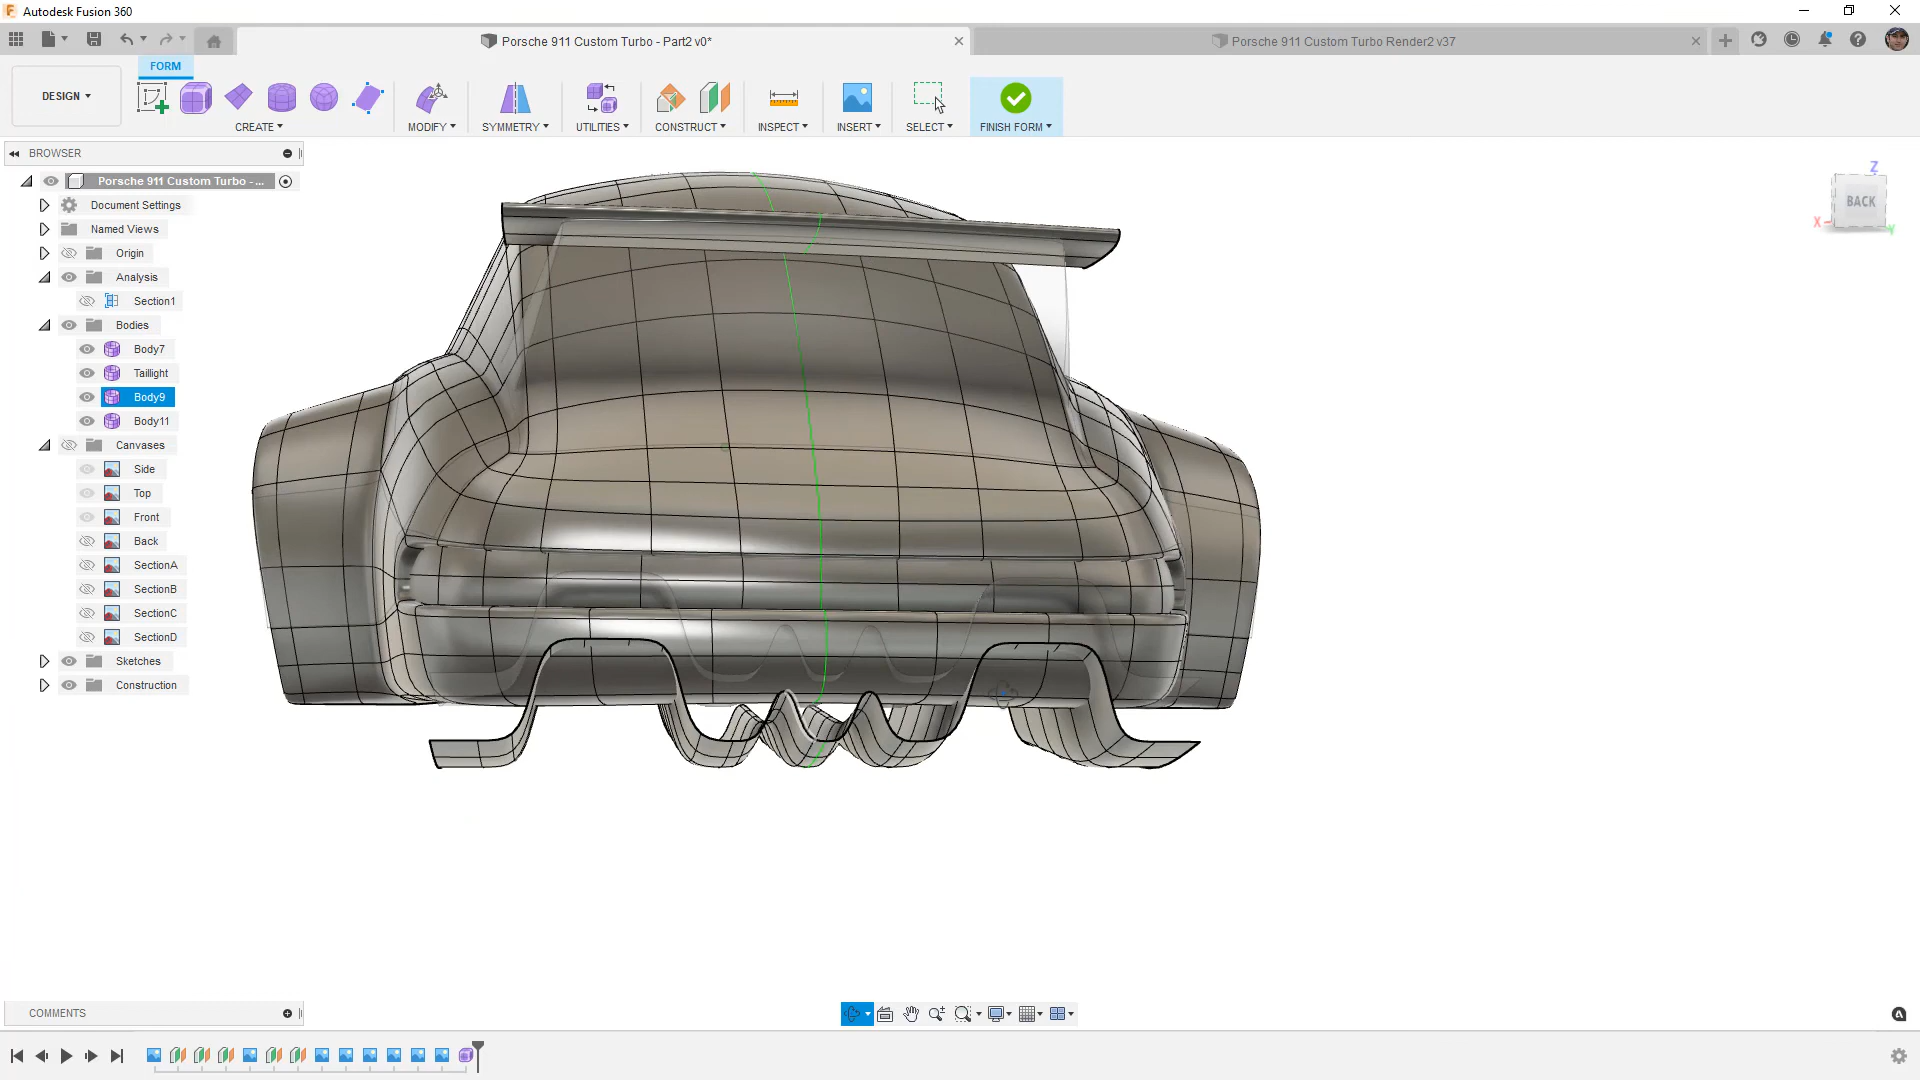 Autodesk Fusion 360
Porsche 911 Custom Turbo - Part2 v0*
Porsche 911 Custom Turbo Render2 v37
FORM
DESIGN
CREATE
MODIFY
SYMMETRY
UTILITIES
CONSTRUCT
INSPECT
INSERT
SELECT
FINISH FORM
BROWSER
Porsche 911 Custom Turbo - ...
Document Settings
Named Views
Origin
Analysis
Section1
Bodies
Body7
Taillight
Body9
Body11
Canvases
Side
Top
Front
Back
SectionA
SectionB
SectionC
SectionD
Sketches
Construction
Z
BACK
X
Y
COMMENTS